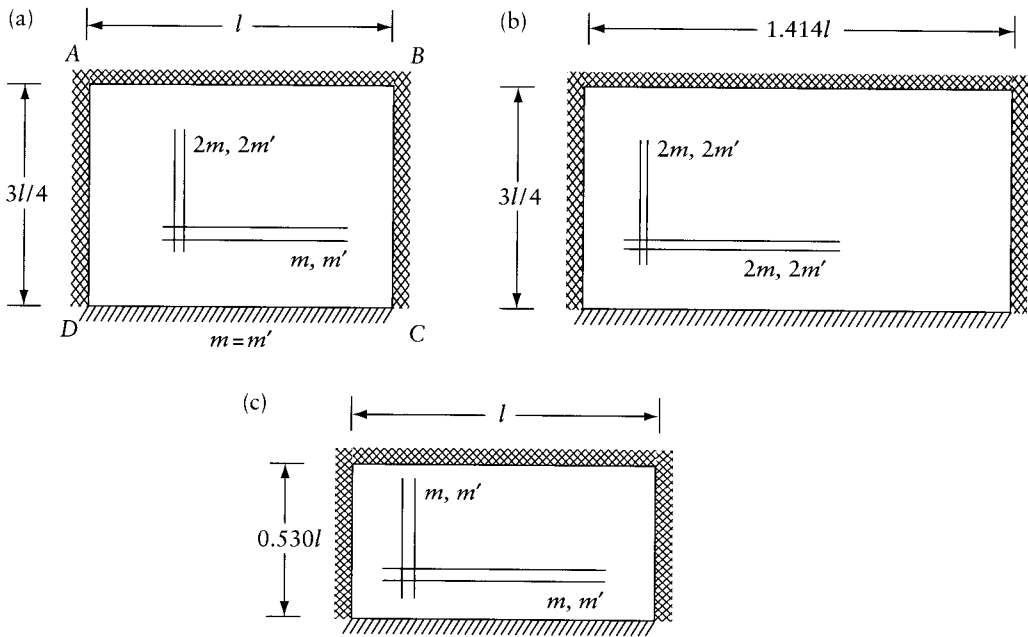 (a)
l
A
B
3l/4
2m, 2m′
m, m′
D
C
m = m′
(b)
1.414l
3l/4
2m, 2m′
2m, 2m′
(c)
l
0.530l
m, m′
m, m′